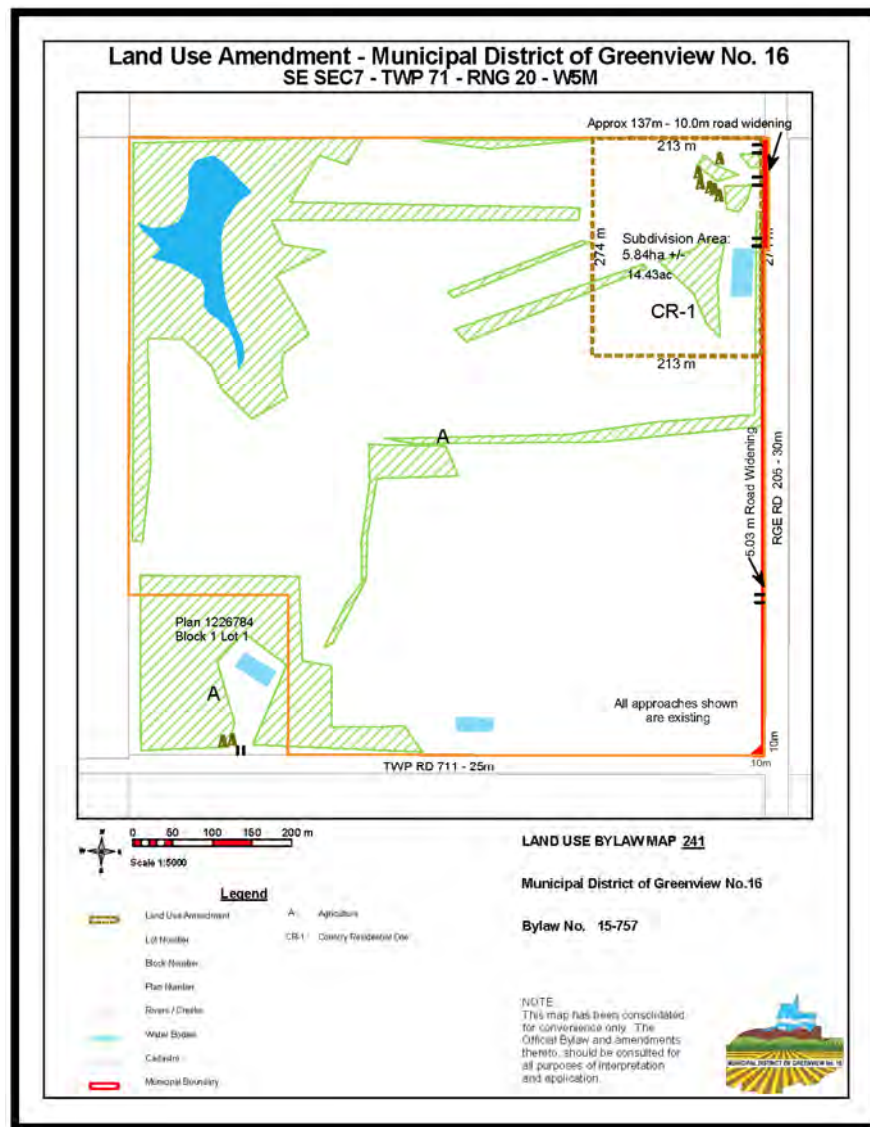 Land Use Amendment - Municipal District of Greenview No. 16
SE SEC7 - TWP 71 - RNG 20 - W5M
Approx 137m - 10.0m road widening
213 m
274 m
Subdivision Area:
5.84ha +/-
14.43ac
CR-1
213 m
A
5.03 m Road Widening
RGE RD 205 - 30m
Plan 1226784
Block 1 Lot 1
A
All approaches shown
are existing
10m
10m
TWP RD 711 - 25m
0 50 100 150 200 m
Scale 1:5000
Legend
Land Use Amendment
Lot Number
Block Number
Plan Number
Rivers / Creeks
Water Bodies
Cadastre
Municipal Boundary
A Agriculture
CR-1 Country Residential One
LAND USE BYLAW MAP 241
Municipal District of Greenview No.16
Bylaw No. 15-757
NOTE
This map has been consolidated
for convenience only. The
Official Bylaw and amendments
thereto, should be consulted for
all purposes of interpretation
and application.
MUNICIPAL DISTRICT OF GREENVIEW No. 16